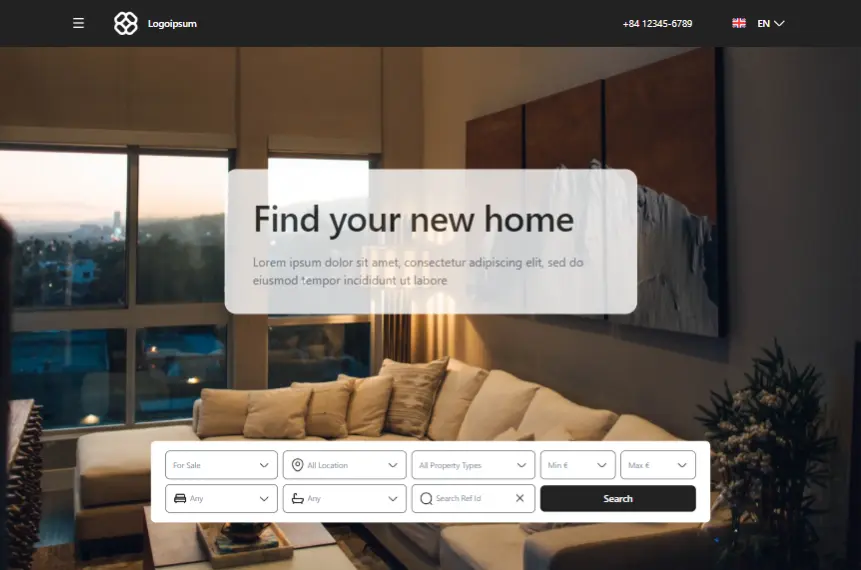 Logoipsum
+84 12345-6789
EN
Find your new home
Lorem ipsum dolor sit amet, consectetur adipiscing elit, sed do
eiusmod tempor incididunt ut labore
For Sale
All Location
All Property Types
Min €
Max €
Any
Any
Search Ref Id
Search